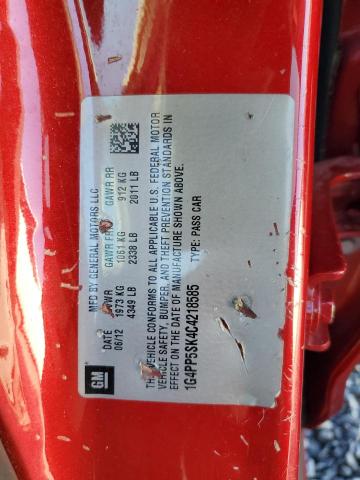 GM
MFD BY GENERAL MOTORS LLC
DATE GVWR GAWR FRT GAWR RR
06/12 1973 KG 1061 KG 912 KG
4349 LB 2338 LB 2011 LB
THIS VEHICLE CONFORMS TO ALL APPLICABLE U.S. FEDERAL MOTOR
VEHICLE SAFETY, BUMPER, AND THEFT PREVENTION STANDARDS IN
EFFECT ON THE DATE OF MANUFACTURE SHOWN ABOVE.
1G4PP5SK4C4218585 TYPE: PASS CAR